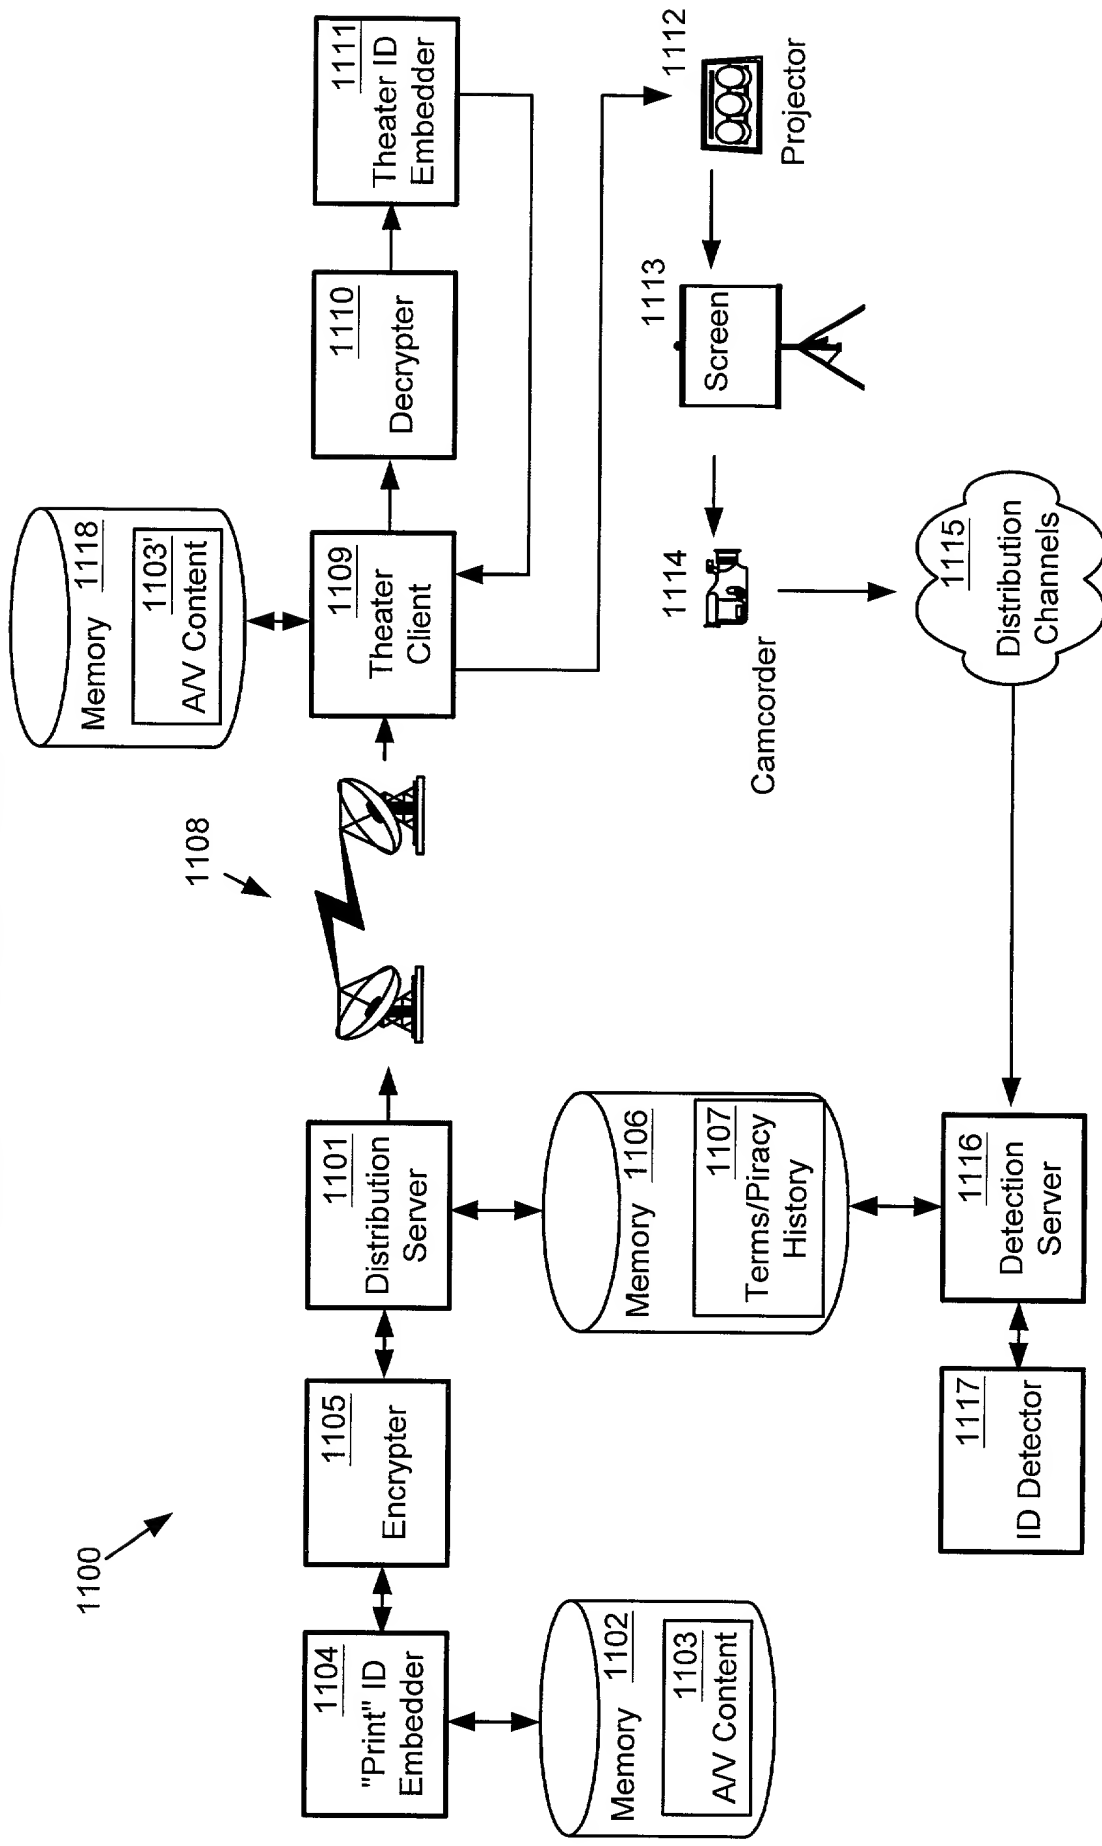 1100
1104
"Print" ID
Embedder
Memory 1102
1103
A/V Content
1105
Encrypter
1101
Distribution
Server
Memory 1106
1107
Terms/Piracy
History
1108
Memory 1118
1103'
A/V Content
1109
Theater
Client
1110
Decrypter
1111
Theater ID
Embedder
1112
Projector
1113
Screen
1114
Camcorder
1115
Distribution
Channels
1116
Detection
Server
1117
ID Detector